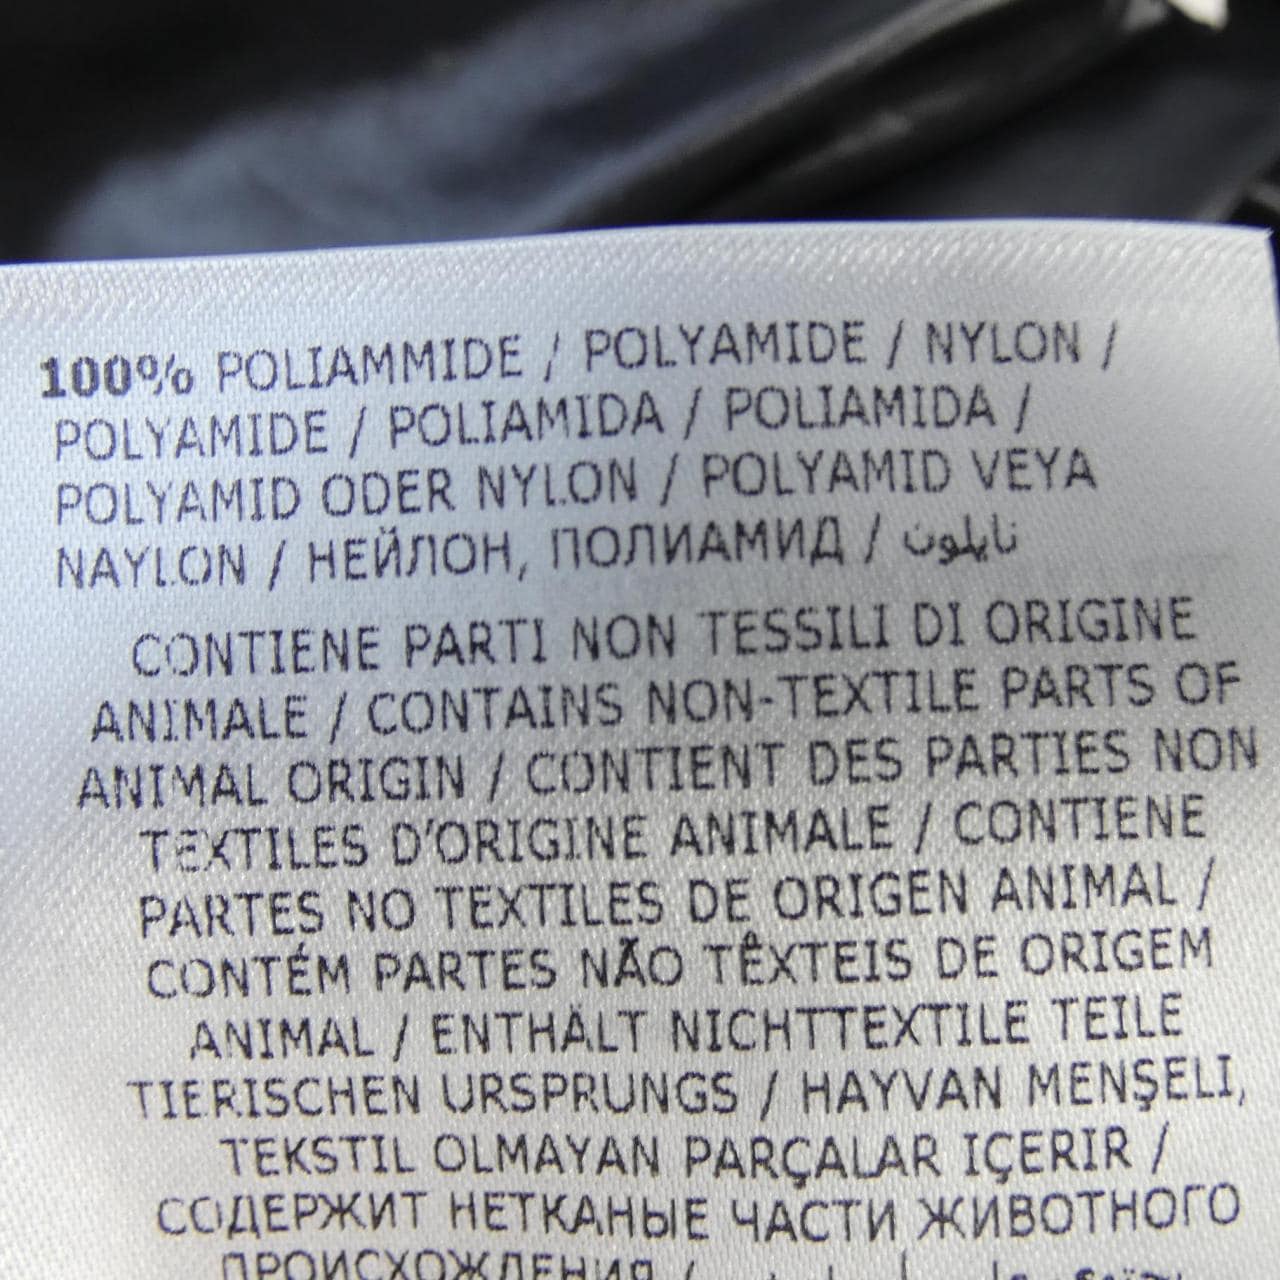 100% POLIAMMIDE / POLYAMIDE / NYLON /
POLYAMIDE / POLIAMIDA / POLIAMIDA /
POLYAMID ODER NYLON / POLYAMID VEYA
NAYLON / НЕЙЛОН, ПОЛИАМИД / نايلون
CONTIENE PARTI NON TESSILI DI ORIGINE
ANIMALE / CONTAINS NON-TEXTILE PARTS OF
ANIMAL ORIGIN / CONTIENT DES PARTIES NON
TEXTILES D'ORIGINE ANIMALE / CONTIENE
PARTES NO TEXTILES DE ORIGEN ANIMAL /
CONTÉM PARTES NÃO TÊXTEIS DE ORIGEM
ANIMAL / ENTHÄLT NICHTTEXTILE TEILE
TIERISCHEN URSPRUNGS / HAYVAN MENŞELI,
TEKSTIL OLMAYAN PARÇALAR IÇERIR /
СОДЕРЖИТ НЕТКАНЫЕ ЧАСТИ ЖИВОТНОГО
ПРОИСХОЖДЕНИЯ /